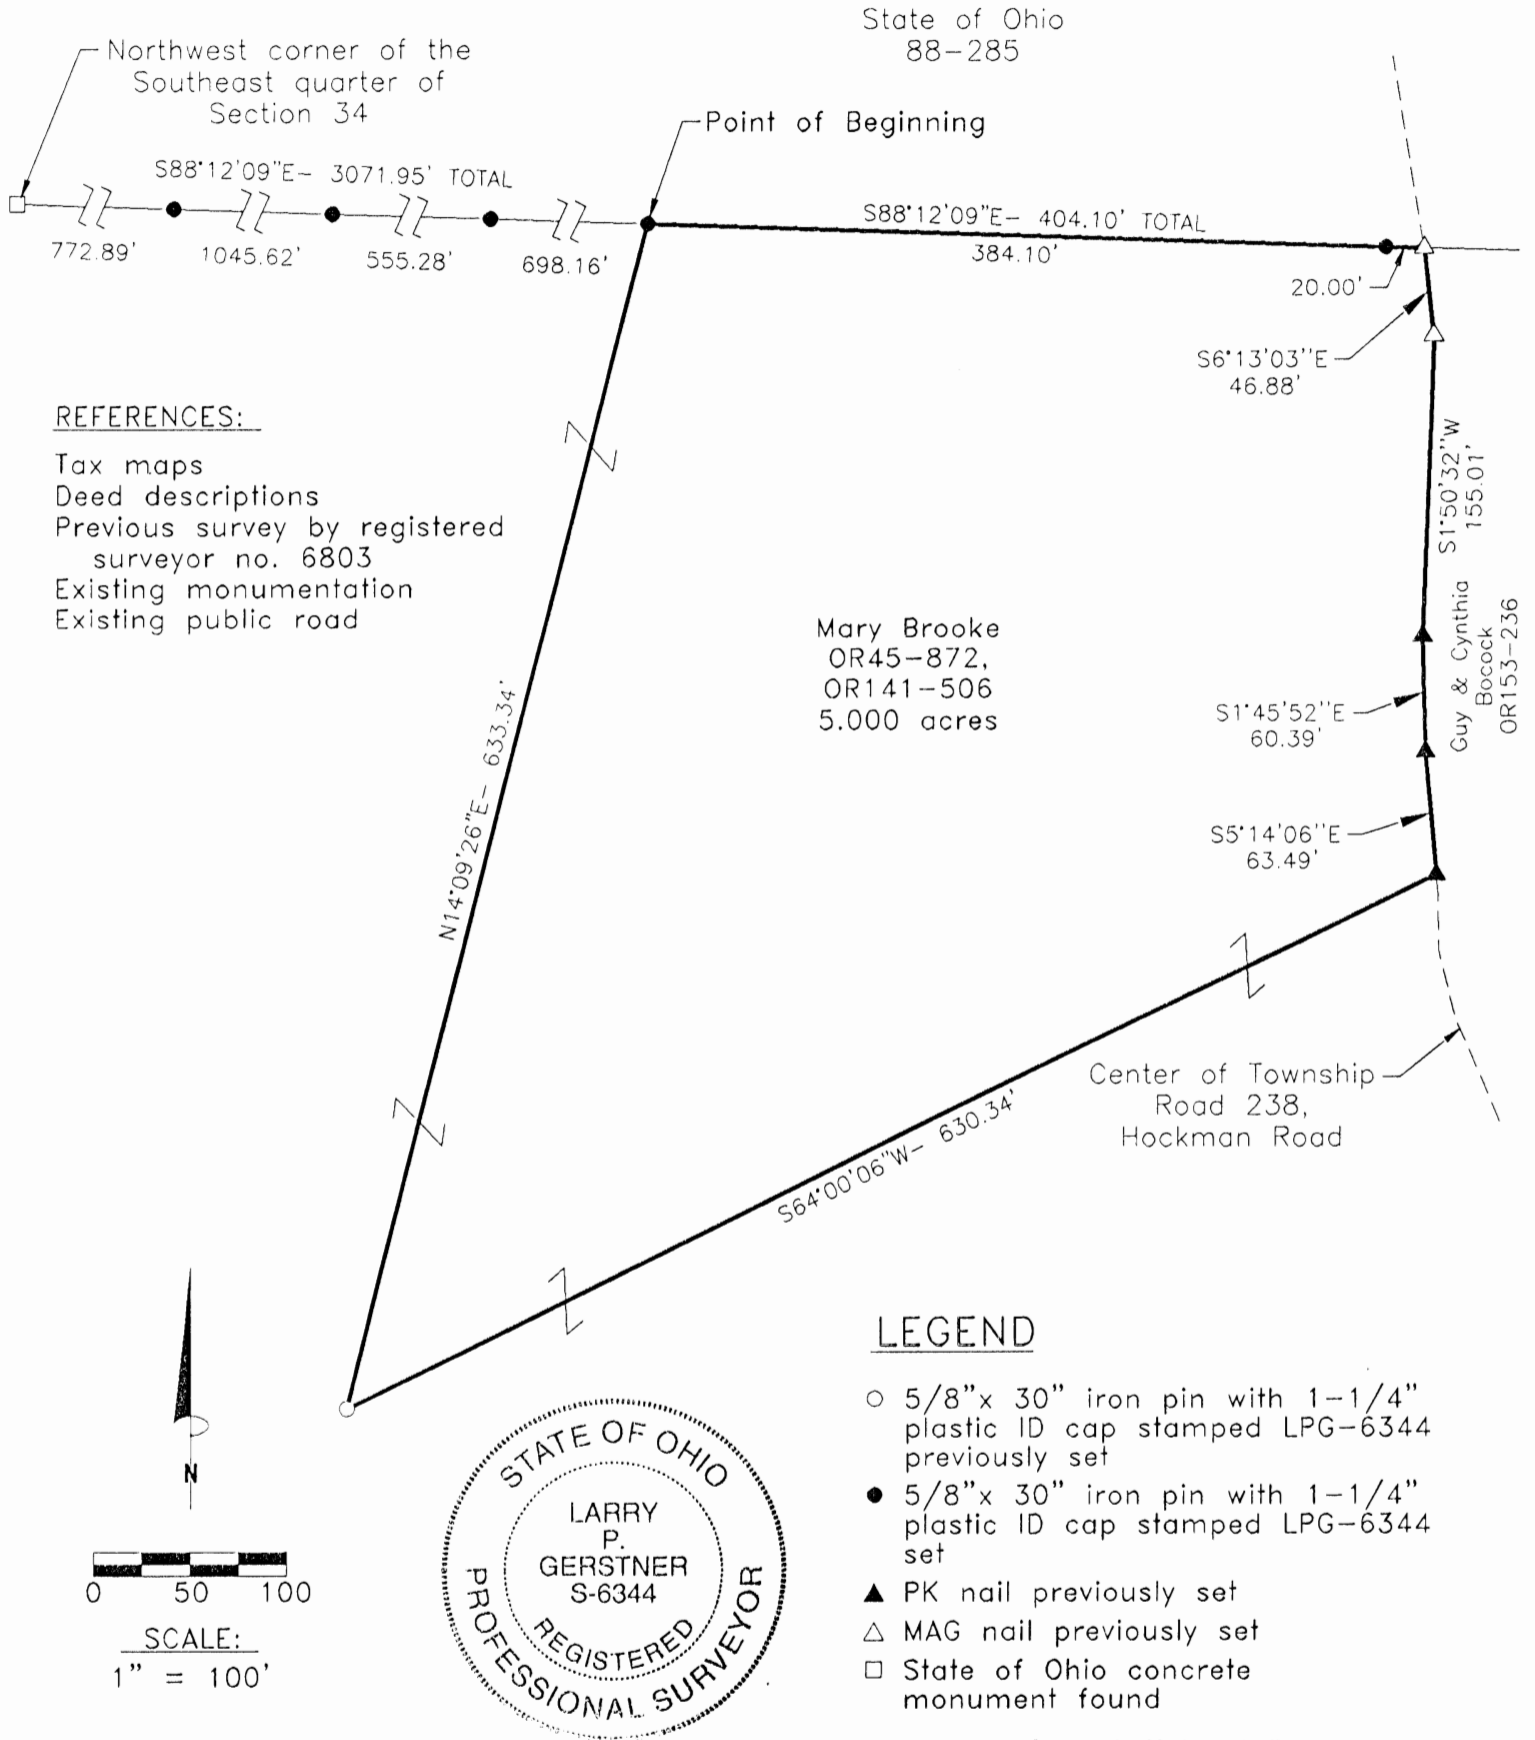 State of Ohio
88-285
Northwest corner of the
Southeast quarter of
Section 34
Point of Beginning
S88°12'09"E- 3071.95' TOTAL
772.89'
1045.62'
555.28'
698.16'
S88°12'09"E- 404.10' TOTAL
384.10'
20.00'
S6°13'03"E
46.88'
REFERENCES:
Tax maps
Deed descriptions
Previous survey by registered
surveyor no. 6803
Existing monumentation
Existing public road
S1°50'32"W
155.01'
Mary Brooke
OR45-872,
OR141-506
5.000 acres
Guy & Cynthia
Bocock
OR153-236
N14°09'26"E- 633.34'
S1°45'52"E
60.39'
S5°14'06"E
63.49'
S64°00'06"W- 630.34'
Center of Township
Road 238,
Hockman Road
N
0 50 100
SCALE:
1" = 100'
STATE OF OHIO
LARRY
P.
GERSTNER
S-6344
REGISTERED
PROFESSIONAL SURVEYOR
LEGEND
5/8"x 30" iron pin with 1-1/4"
plastic ID cap stamped LPG-6344
previously set
5/8"x 30" iron pin with 1-1/4"
plastic ID cap stamped LPG-6344
set
PK nail previously set
MAG nail previously set
State of Ohio concrete
monument found